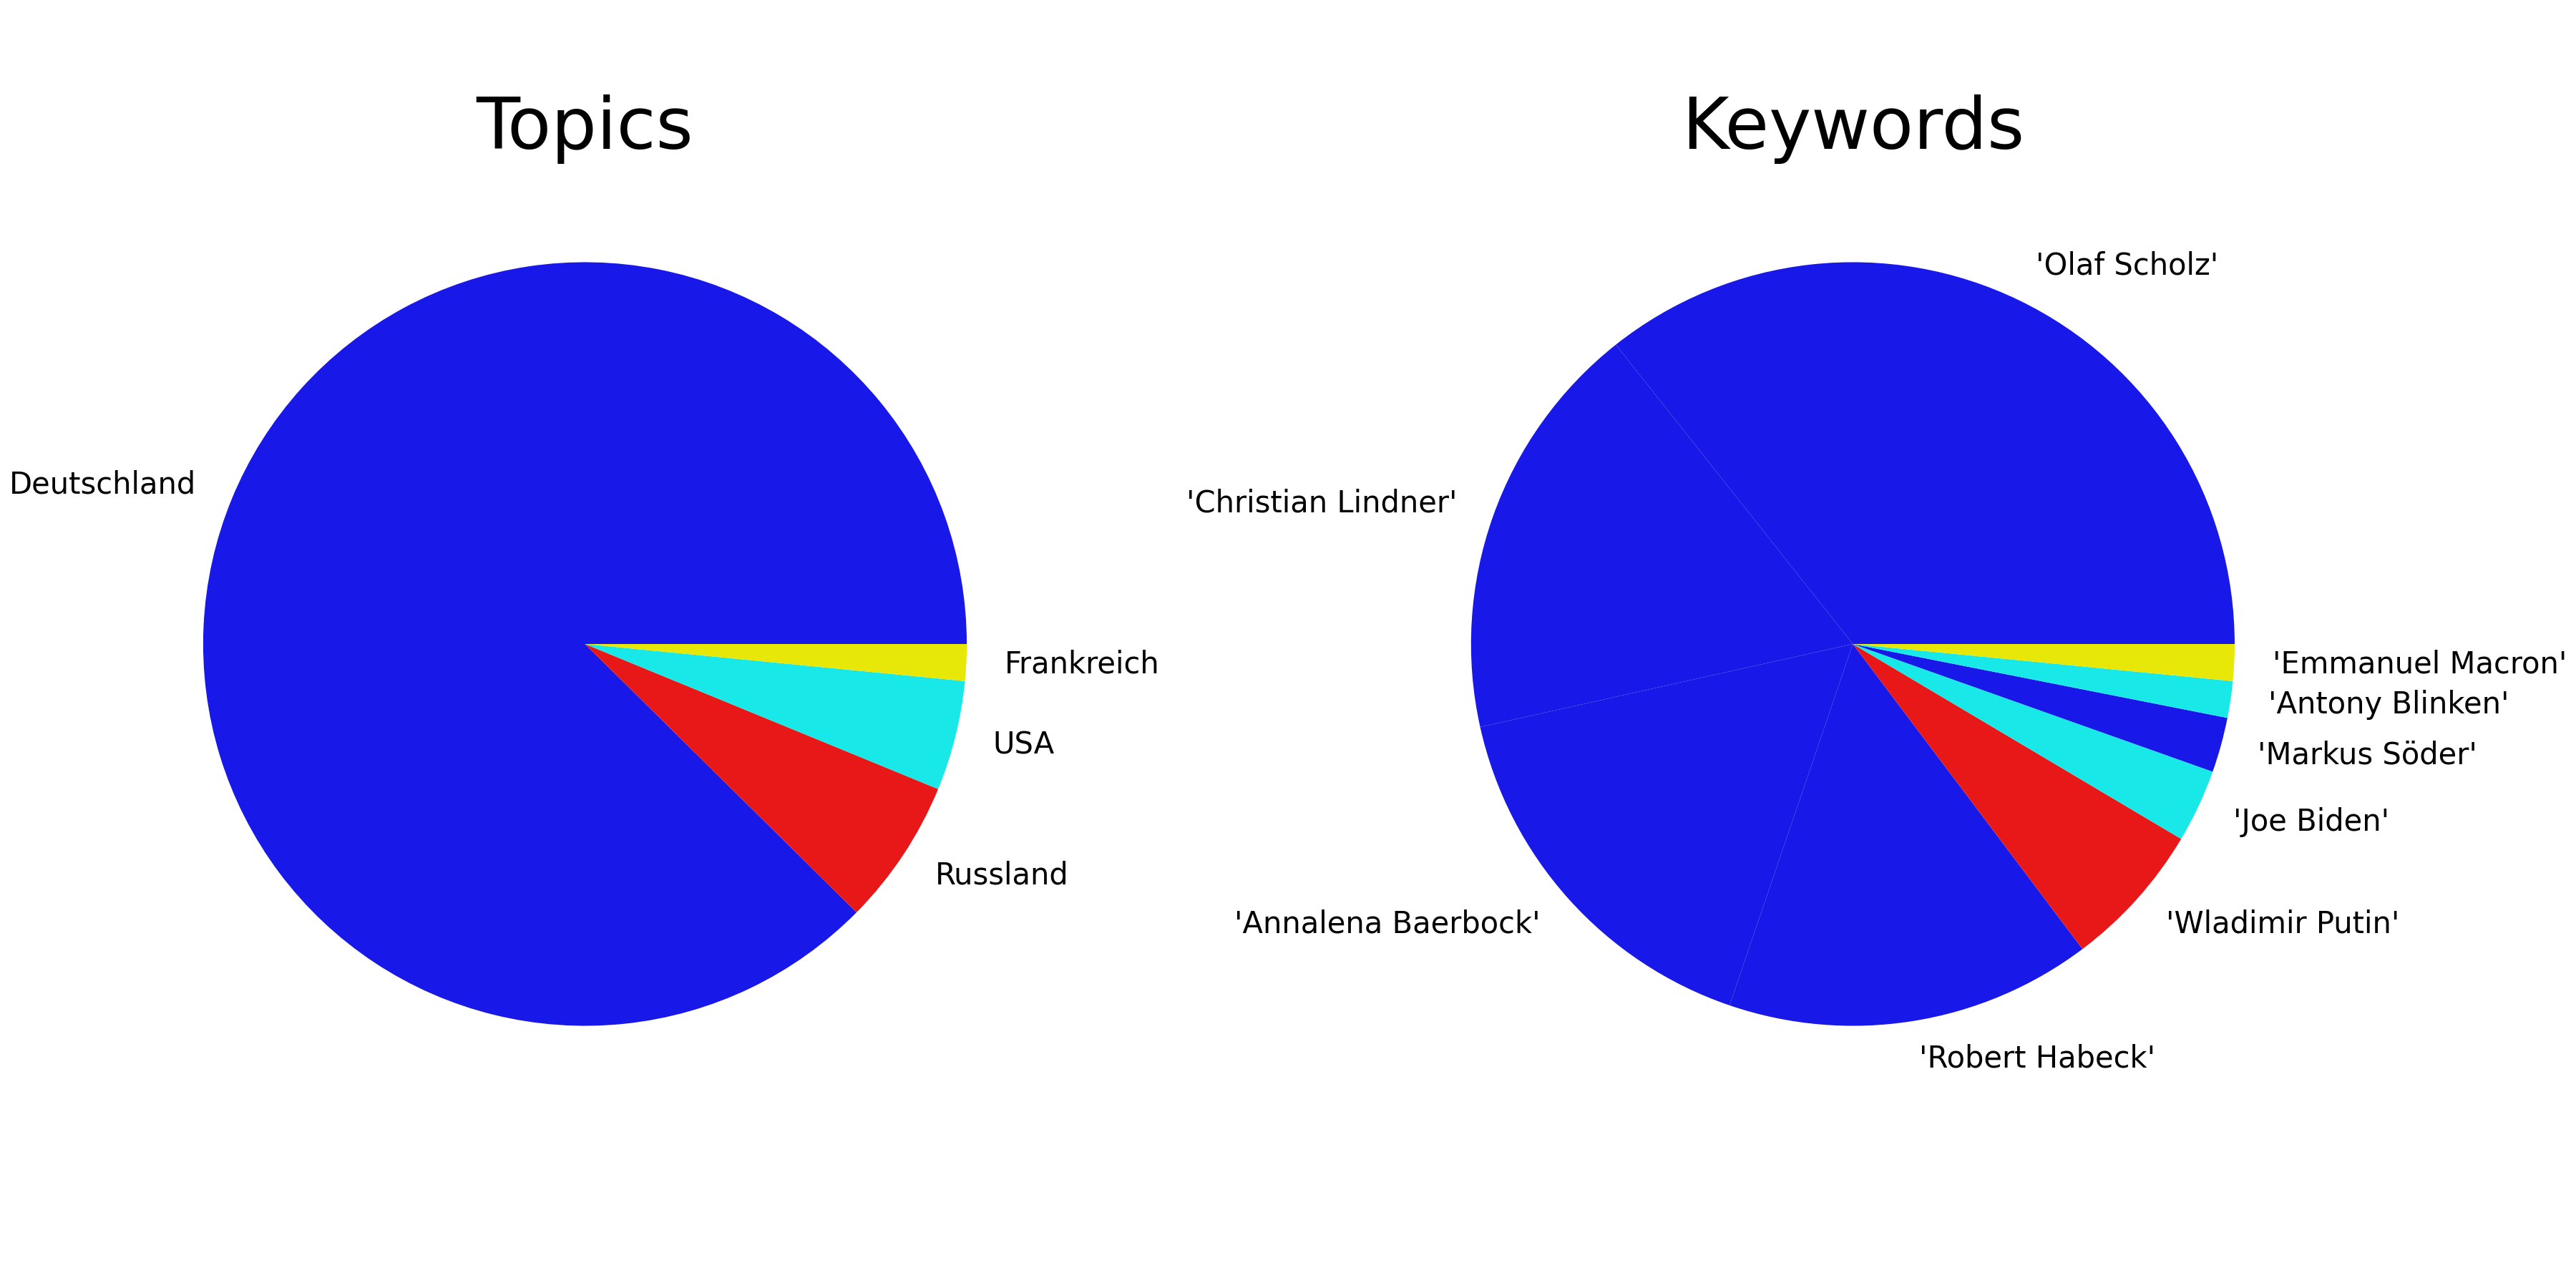 Topics
Deutschland
Frankreich
USA
Russland
Keywords
'Olaf Scholz'
'Christian Lindner'
'Annalena Baerbock'
'Robert Habeck'
'Wladimir Putin'
'Joe Biden'
'Markus Söder'
'Antony Blinken'
'Emmanuel Macron'